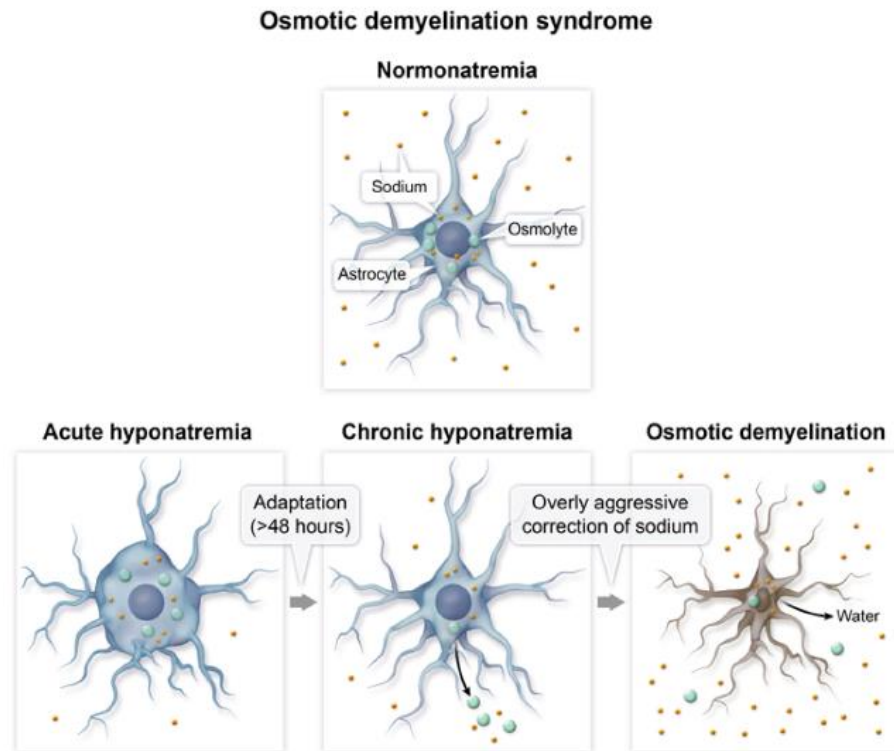 Osmotic demyelination syndrome
Normonatremia
Sodium
Osmolyte
Astrocyte
Acute hyponatremia
Adaptation
(>48 hours)
Chronic hyponatremia
Overly aggressive
correction of sodium
Osmotic demyelination
Water